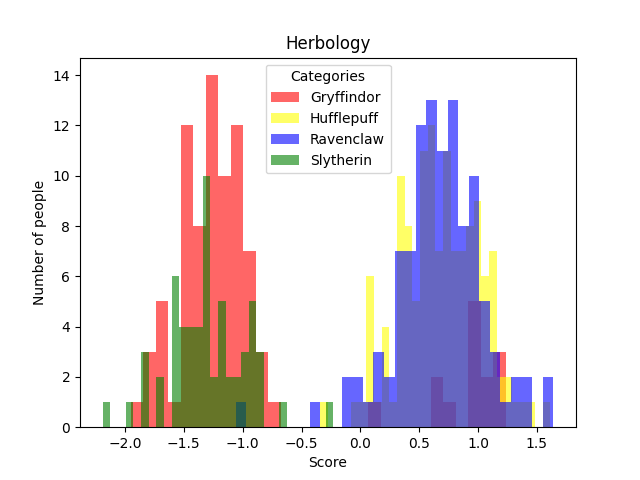 Herbology
Categories
Gryffindor
Hufflepuff
Ravenclaw
Slytherin
14
12
10
8
6
4
2
0
Number of people
−2.0 −1.5 −1.0 −0.5 0.0 0.5 1.0 1.5
Score